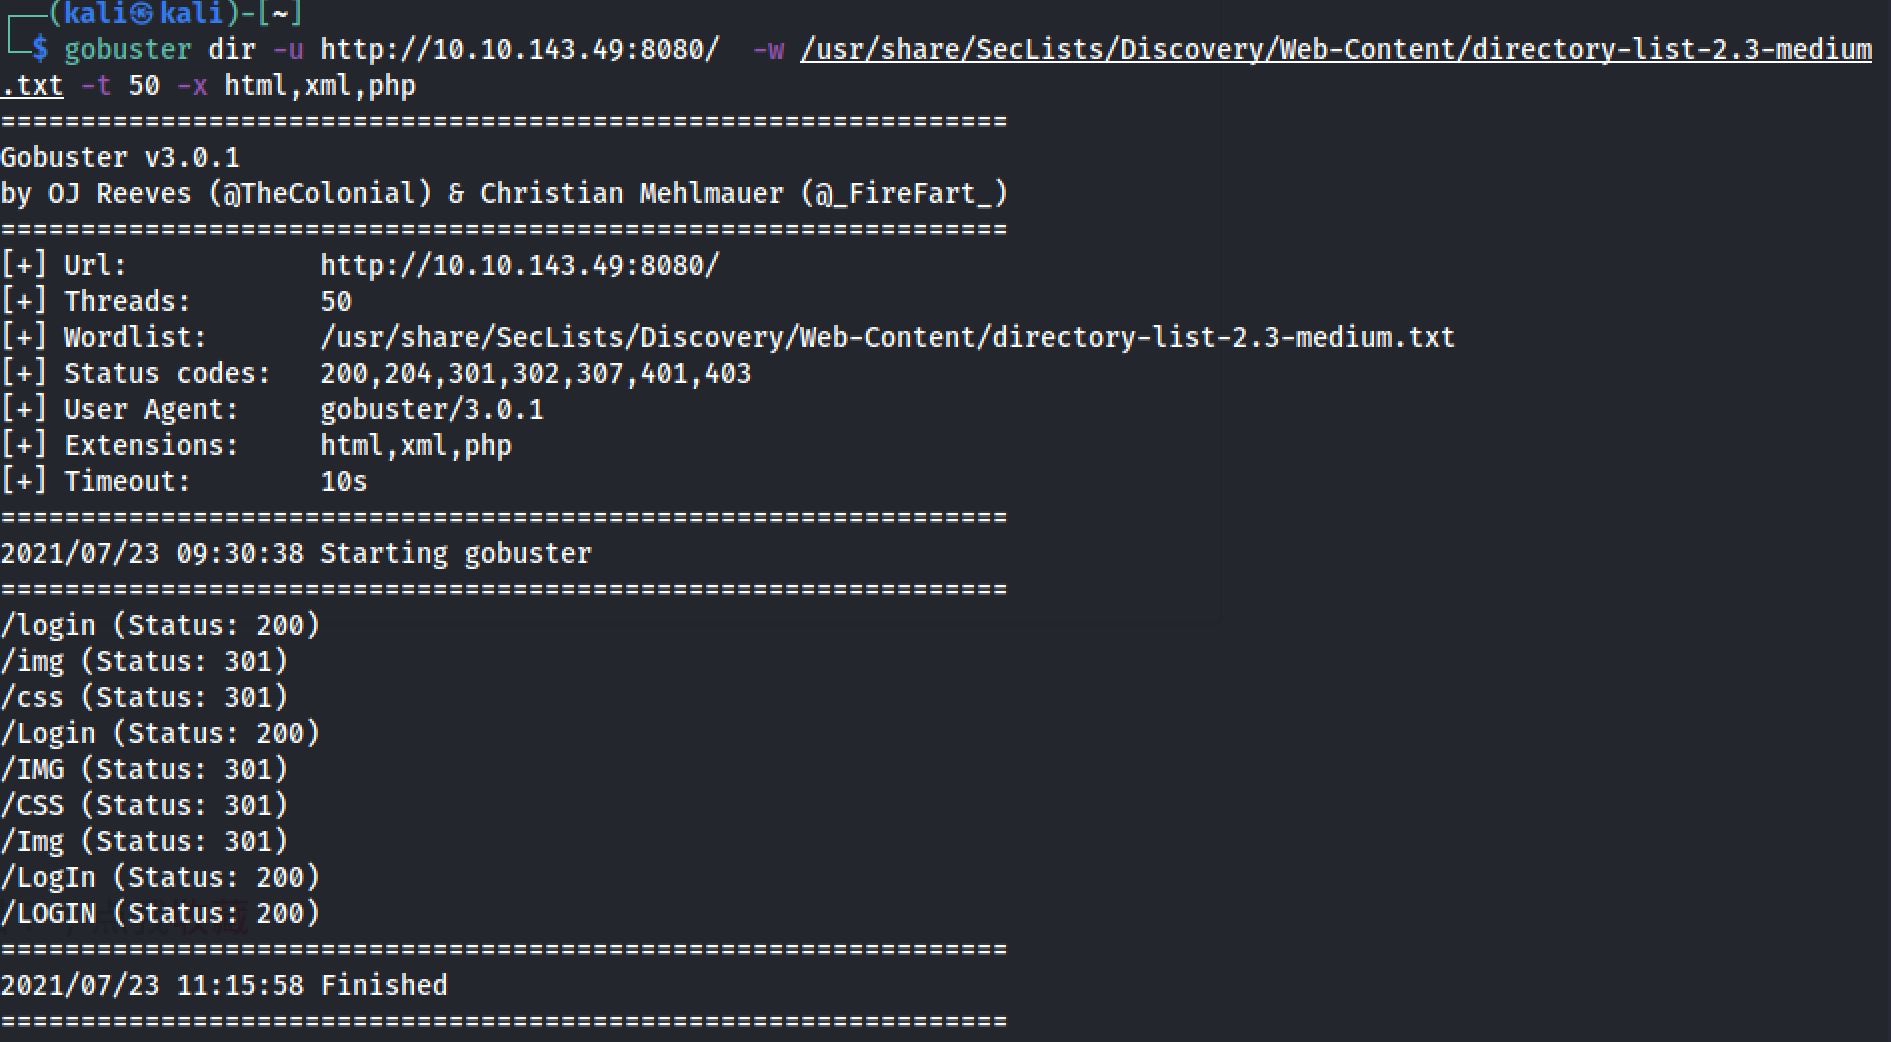 (kali㉿kali)-[~]
$ gobuster dir -u http://10.10.143.49:8080/  -w /usr/share/SecLists/Discovery/Web-Content/directory-list-2.3-medium
.txt -t 50 -x html,xml,php
===============================================================
Gobuster v3.0.1
by OJ Reeves (@TheColonial) & Christian Mehlmauer (@_FireFart_)
===============================================================
[+] Url:            http://10.10.143.49:8080/
[+] Threads:        50
[+] Wordlist:       /usr/share/SecLists/Discovery/Web-Content/directory-list-2.3-medium.txt
[+] Status codes:   200,204,301,302,307,401,403
[+] User Agent:     gobuster/3.0.1
[+] Extensions:     html,xml,php
[+] Timeout:        10s
===============================================================
2021/07/23 09:30:38 Starting gobuster
===============================================================
/login (Status: 200)
/img (Status: 301)
/css (Status: 301)
/Login (Status: 200)
/IMG (Status: 301)
/CSS (Status: 301)
/Img (Status: 301)
/LogIn (Status: 200)
/LOGIN (Status: 200)
===============================================================
2021/07/23 11:15:58 Finished
===============================================================